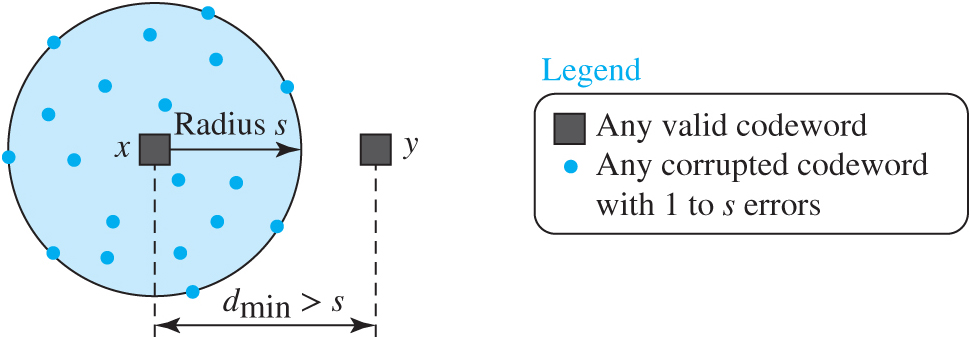 Legend
Radius s
x
y
Any valid codeword
Any corrupted codeword
with 1 to s errors
dmin > s